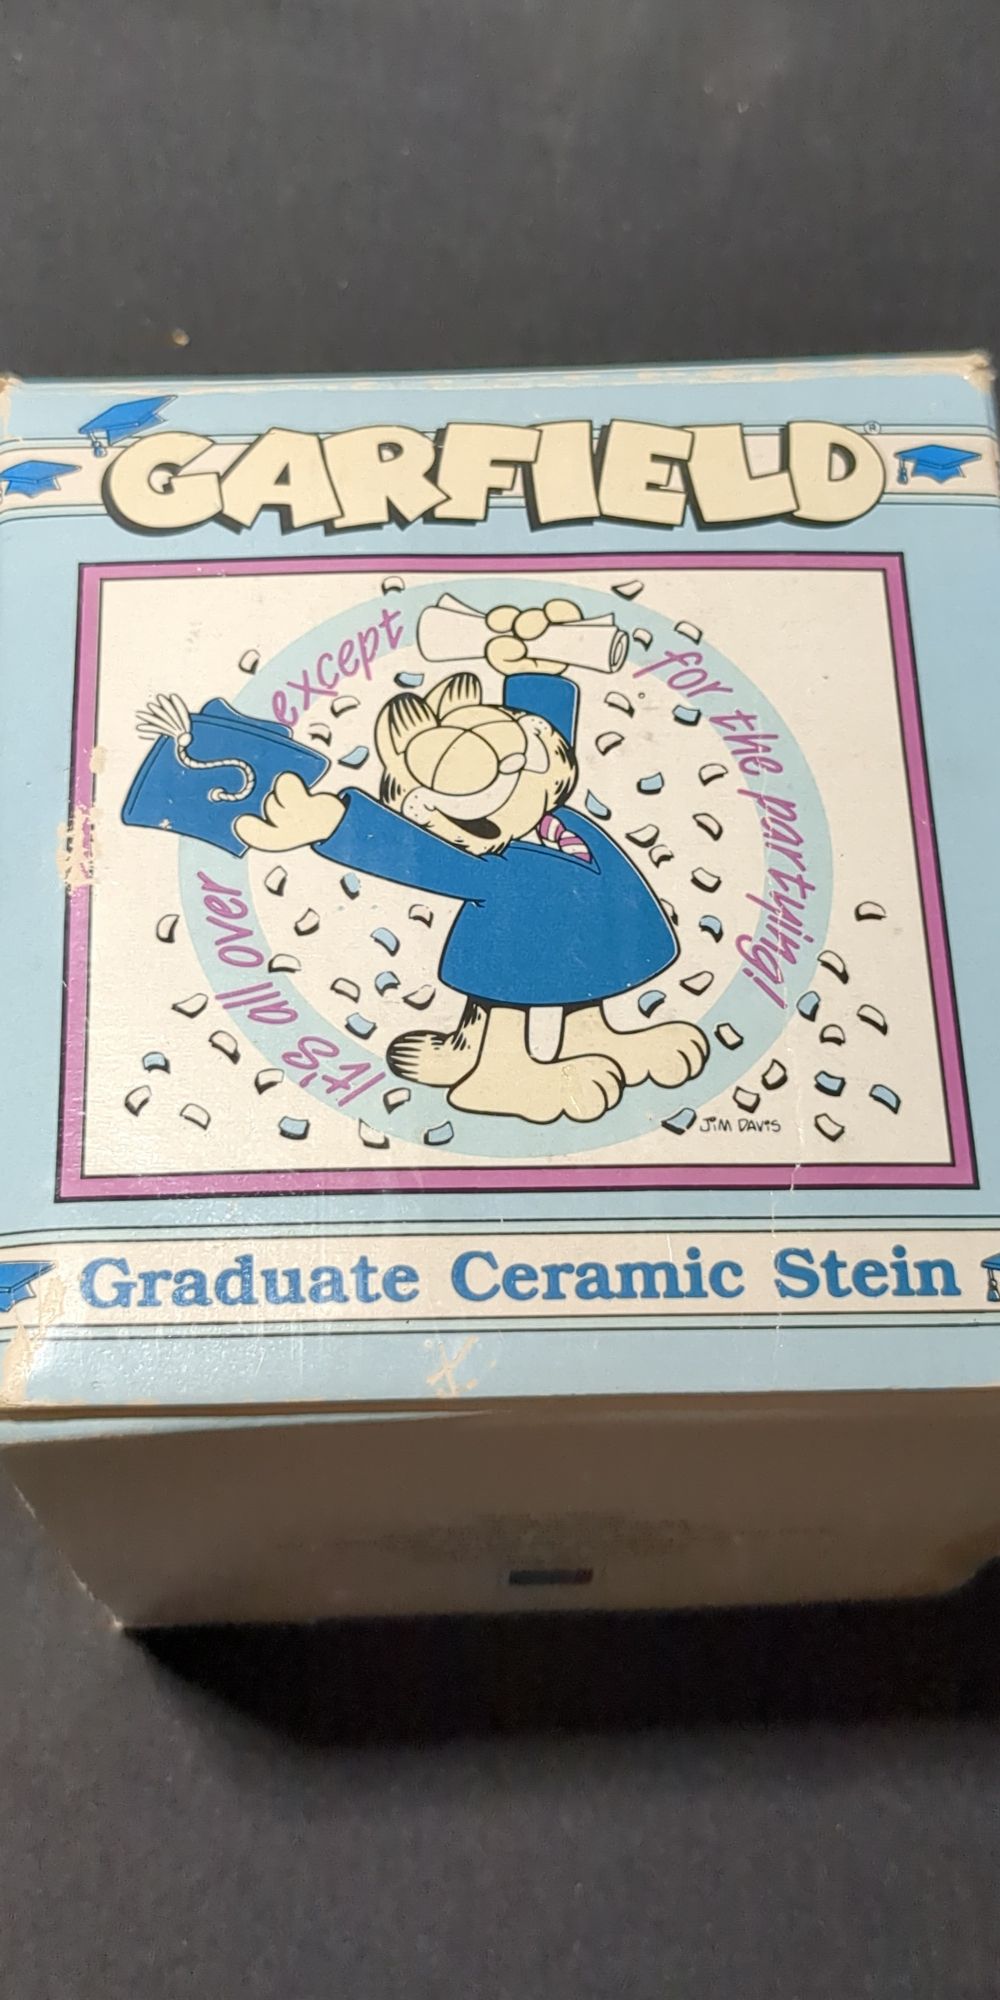 GARFIELD®
It's all over except for the partying!
JIM DAVIS
Graduate Ceramic Stein